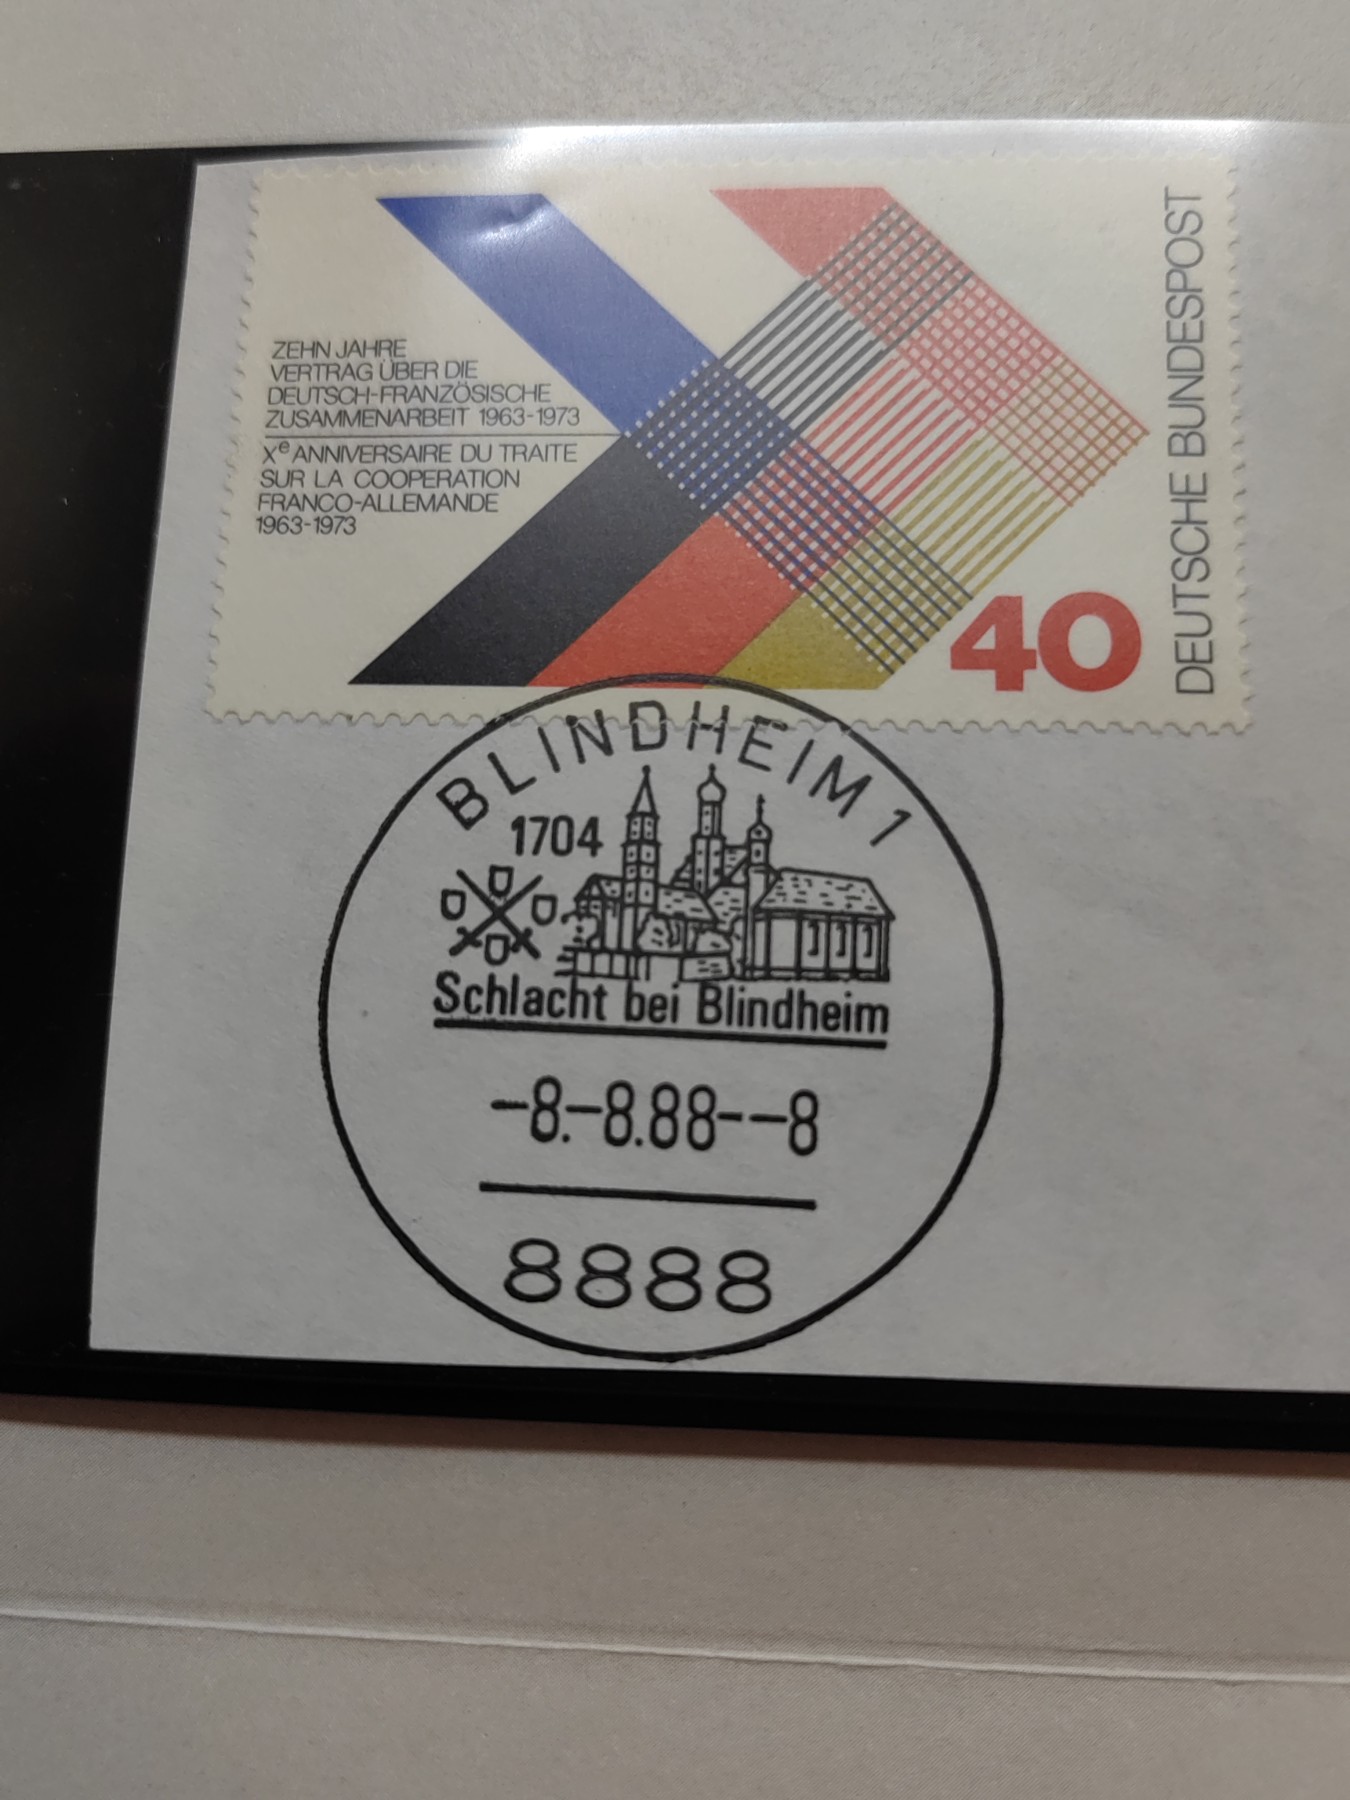 ZEHN JAHRE
VERTRAG ÜBER DIE
DEUTSCH-FRANZÖSISCHE
ZUSAMMENARBEIT 1963-1973
Xe ANNIVERSAIRE DU TRAITE
SUR LA COOPERATION
FRANCO-ALLEMANDE
1963-1973
40
DEUTSCHE BUNDESPOST
BLINDHEIM 1
1704
Schlacht bei Blindheim
-8.-8.88--8
8888